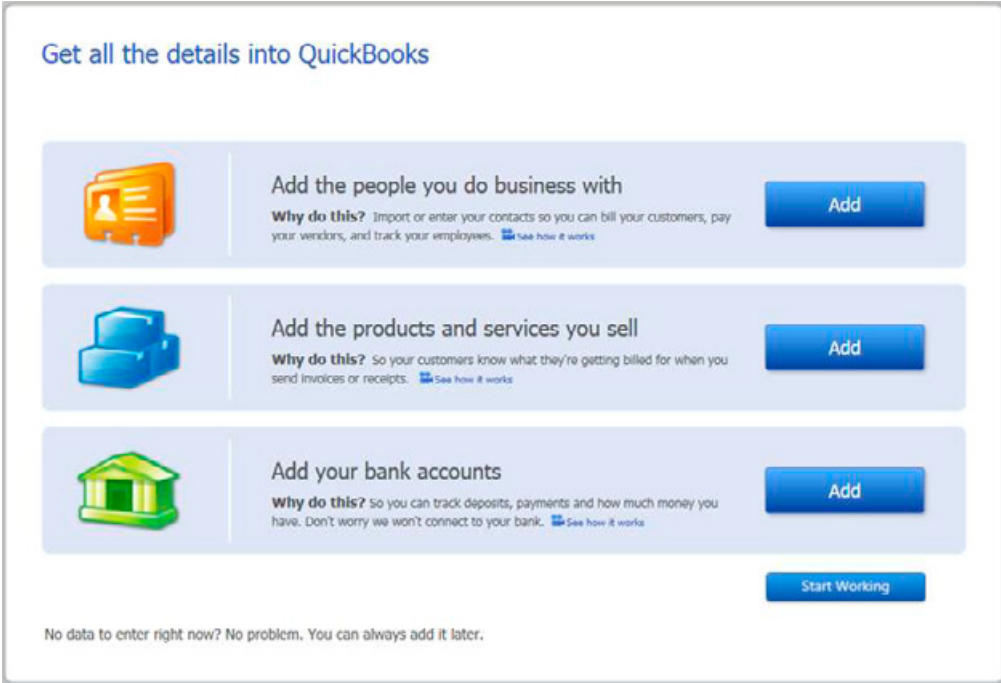 Get all the details into QuickBooks
Add the people you do business with
Why do this? Import or enter your contacts so you can bill your customers, pay
your vendors, and track your employees. See how it works
Add
Add the products and services you sell
Why do this? So your customers know what they're getting billed for when you
send invoices or receipts. See how it works
Add
Add your bank accounts
Why do this? So you can track deposits, payments and how much money you
have. Don't worry we won't connect to your bank. See how it works
Add
Start Working
No data to enter right now? No problem. You can always add it later.